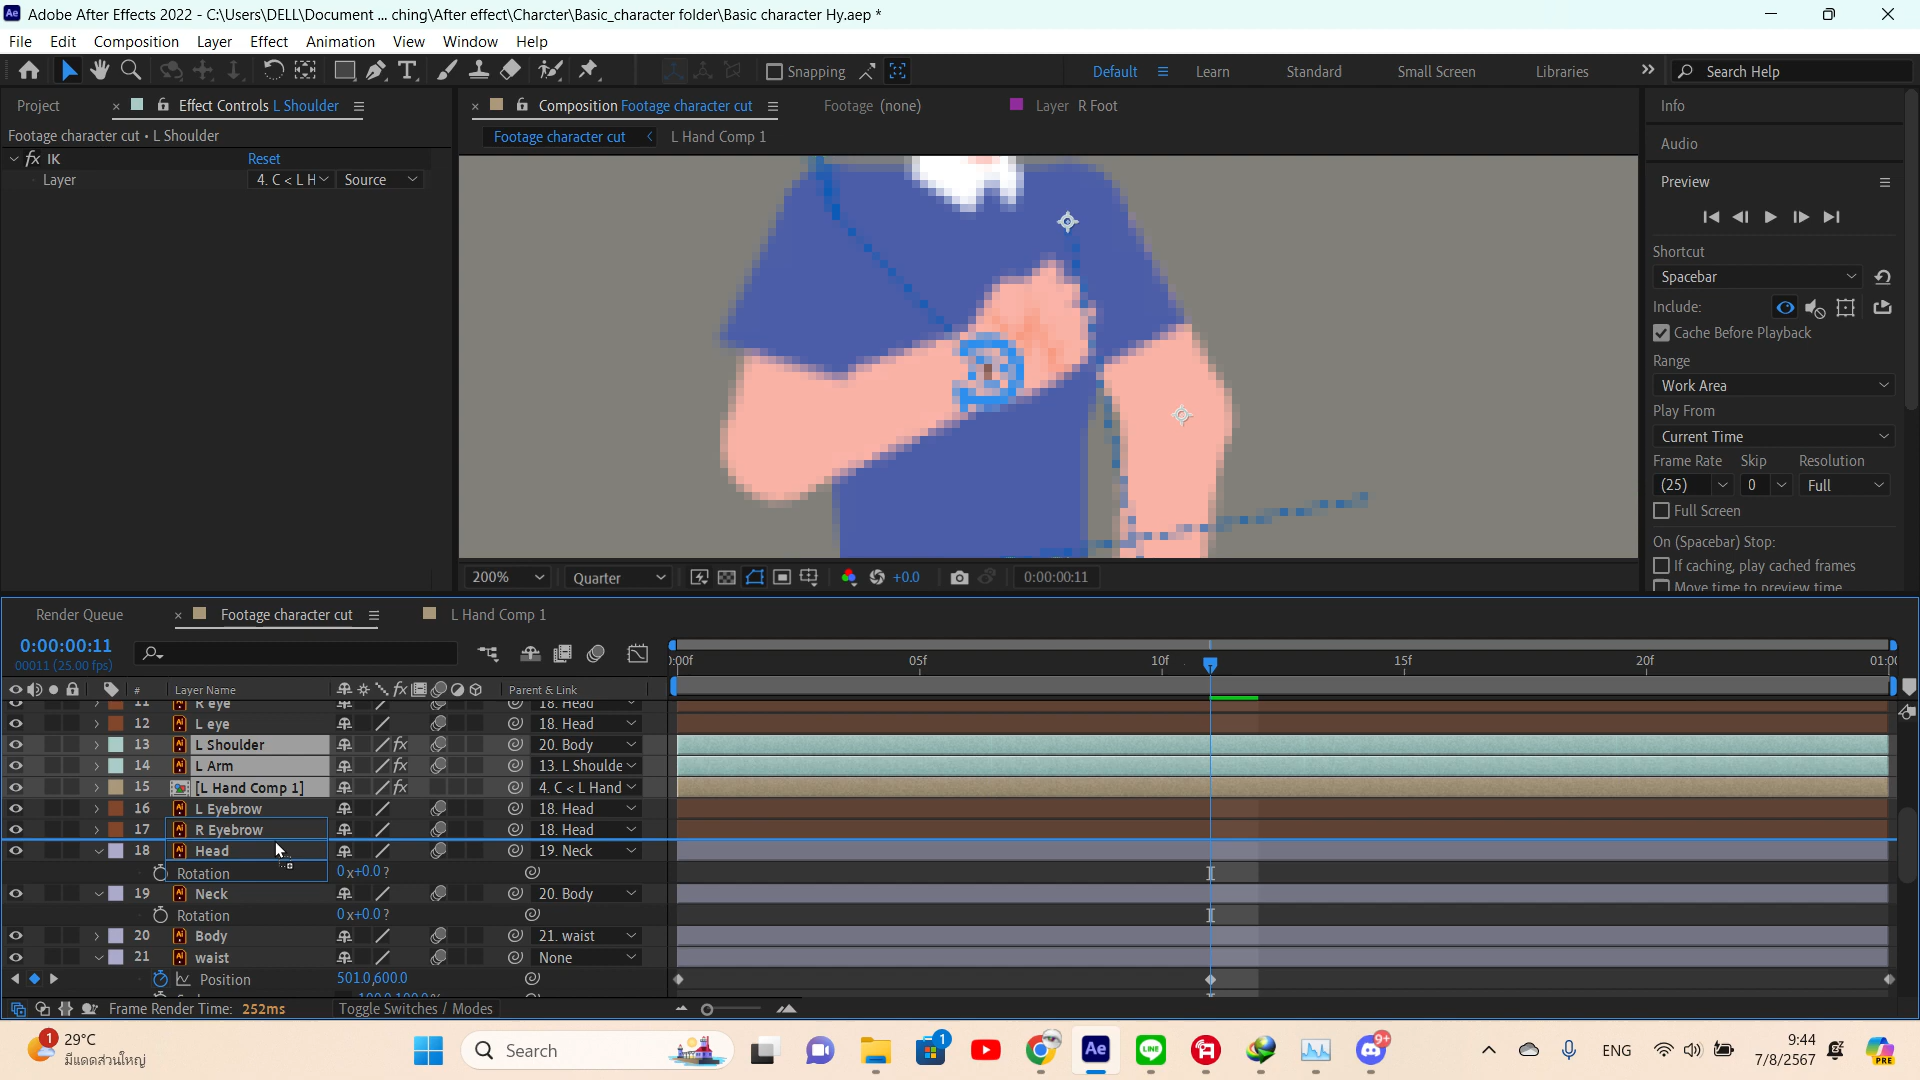 Adobe After Effects 2022 - C:\Users\DELL\Document ... ching\After effect\Charcter\Basic_character folder\Basic character Hy.aep *
File Edit Composition Layer Effect Animation View Window Help
Snapping
Default Learn Standard Small Screen Libraries Search Help
Project Effect Controls L Shoulder
Composition Footage character cut Footage (none) Layer R Foot
Footage character cut • L Shoulder
Footage character cut L Hand Comp 1
fx IK Reset
Layer 4. C < L H Source
Info
Audio
Preview
Shortcut
Spacebar
Include:
Cache Before Playback
Range
Work Area
Play From
Current Time
Frame Rate Skip Resolution
(25) 0 Full
Full Screen
On (Spacebar) Stop:
If caching, play cached frames
Move time to preview time
200% Quarter +0.0 0:00:00:11
Render Queue Footage character cut L Hand Comp 1
0:00:00:11
00011 (25.00 fps)
):00f 05f 10f 15f 20f 01:0
# Layer Name Parent & Link
11 R eye 18. Head
12 L eye 18. Head
13 L Shoulder fx 20. Body
14 L Arm fx 13. L Shoulde
15 [L Hand Comp 1] fx 4. C < L Hand
16 L Eyebrow 18. Head
17 R Eyebrow 18. Head
18 Head 19. Neck
Rotation 0x+0.0 ?
19 Neck 20. Body
Rotation 0x+0.0 ?
20 Body 21. waist
21 waist None
Position 501.0,600.0
Frame Render Time: 252ms Toggle Switches / Modes
1 29°C
มีแดดส่วนใหญ่
Search
1
Ae
LINE
9+
ENG
9:44
7/8/2567
PRE